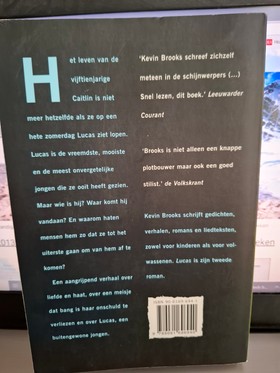 Het leven van de
vijftienjarige
Caitlin is niet
meer hetzelfde als ze op een
hete zomerdag Lucas ziet lopen.
Lucas is de vreemdste, mooiste
en de meest onvergetelijke
jongen die ze ooit heeft gezien.
Maar wie is hij? Waar komt hij
vandaan? En waarom haten
mensen hem zo dat ze tot het
uiterste gaan om van hem af te
komen?
Een aangrijpend verhaal over
liefde en haat, over een meisje
dat bang is haar onschuld te
verliezen en over Lucas, een
buitengewone jongen.
'Kevin Brooks schreef zichzelf
meteen in de schijnwerpers (...)
Snel lezen, dit boek.' Leeuwarder
Courant
'Brooks is niet alleen een knappe
plotbouwer maar ook een goed
stilist.' de Volkskrant
Kevin Brooks schrijft gedichten,
verhalen, romans en liedteksten,
zowel voor kinderen als voor vol-
wassenen. Lucas is zijn tweede
roman.